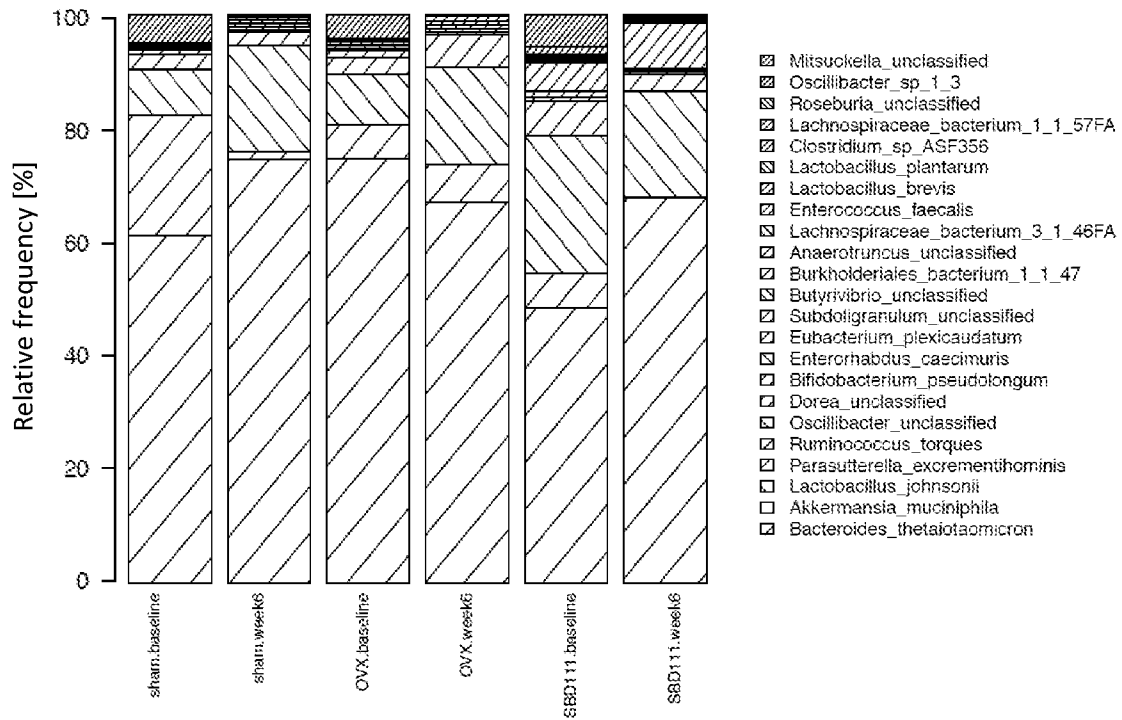 Relative frequency [%]
100
80
60
40
20
0
sham.baseline
sham.week6
OVX.baseline
OVX.week6
SBD111.baseline
SBD111.week6
Mitsuokella_unclassified
Oscillibacter_sp_1_3
Roseburia_unclassified
Lachnospiraceae_bacterium_1_1_57FA
Clostridium_sp_ASF356
Lactobacillus_plantarum
Lactobacillus_brevis
Enterococcus_faecalis
Lachnospiraceae_bacterium_3_1_46FA
Anaerotruncus_unclassified
Burkholderiales_bacterium_1_1_47
Butyrivibrio_unclassified
Subdoligranulum_unclassified
Eubacterium_plexicaudatum
Enterorhabdus_caecimuris
Bifidobacterium_pseudolongum
Dorea_unclassified
Oscillibacter_unclassified
Ruminococcus_torques
Parasutterella_excrementihominis
Lactobacillus_johnsonii
Akkermansia_muciniphila
Bacteroides_thetaiotaomicron